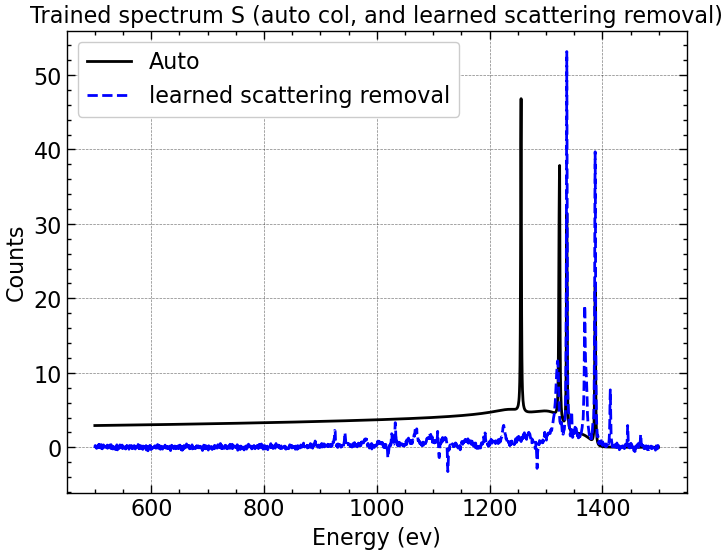 Trained spectrum S (auto col, and learned scattering removal)
Auto
learned scattering removal
Counts
50
40
30
20
10
0
600
800
1000
1200
1400
Energy (ev)